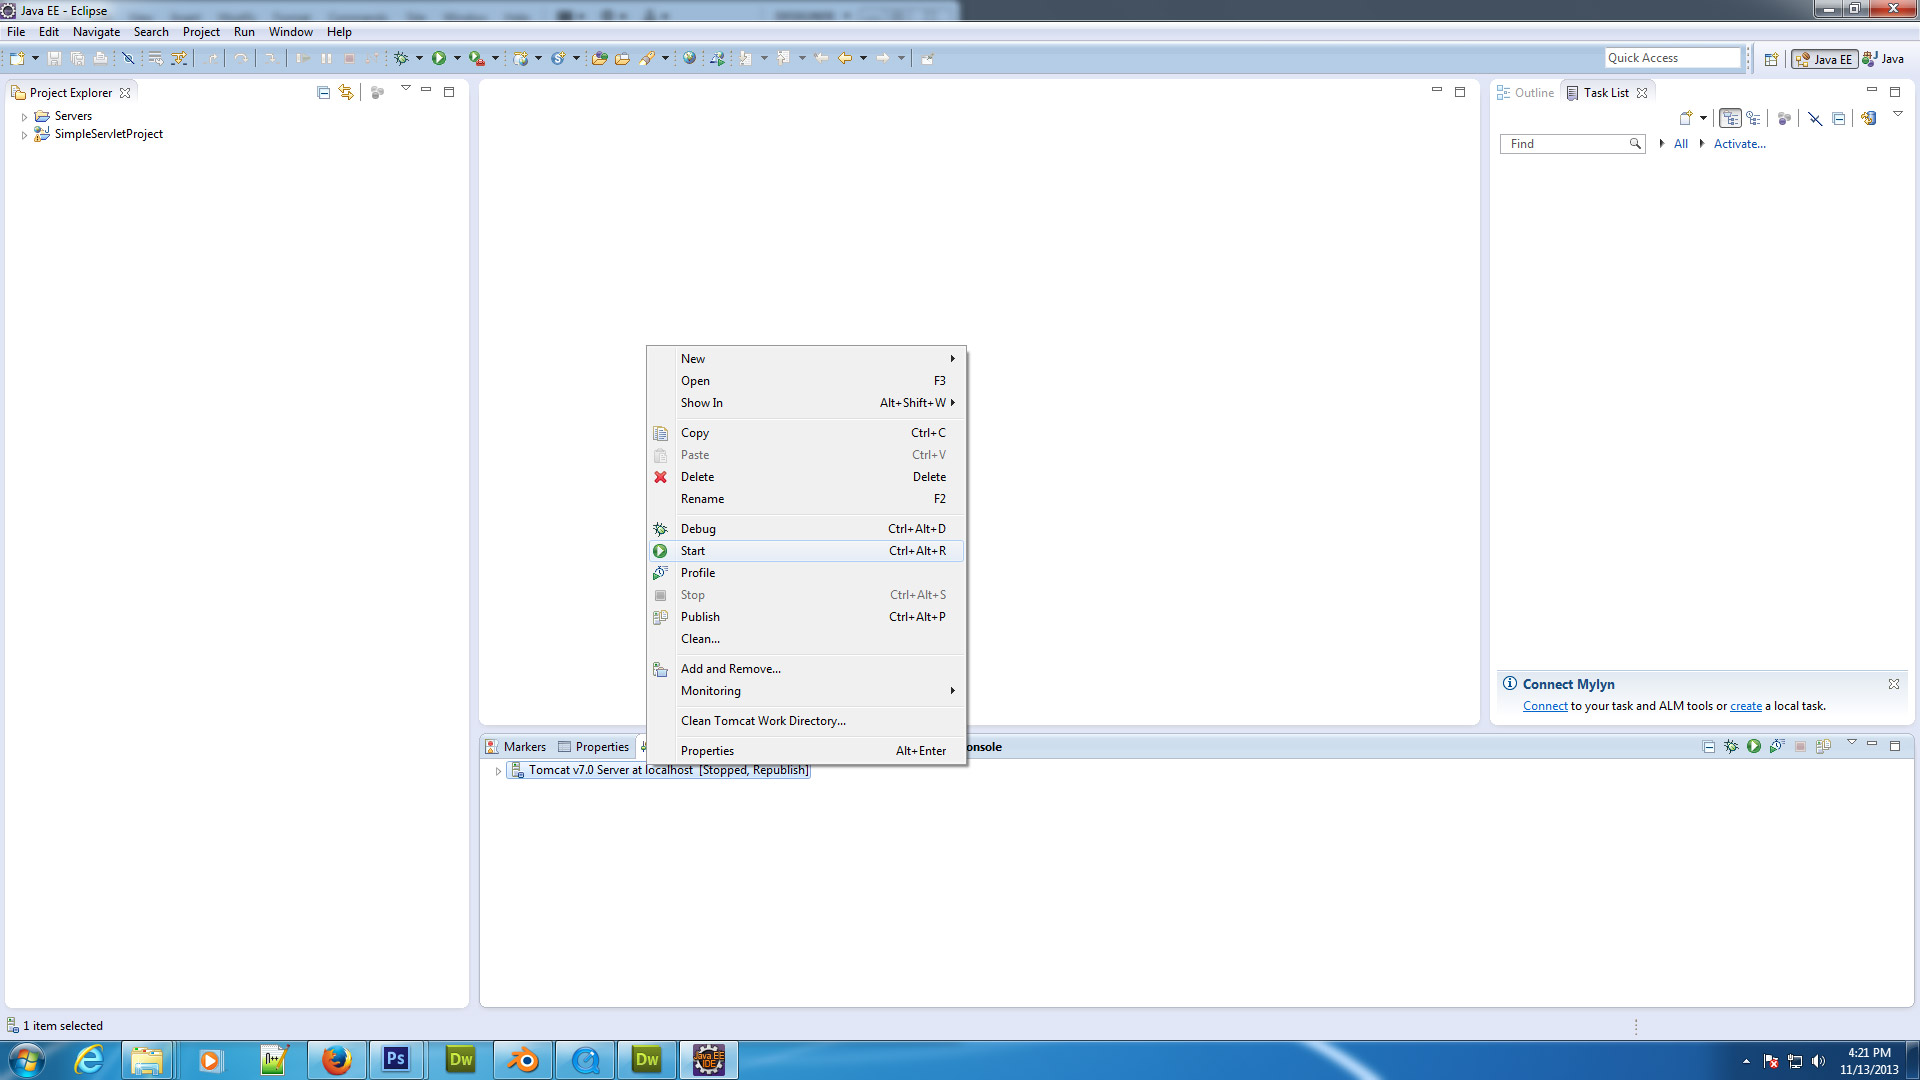 Java EE - Eclipse
File Edit Navigate Search Project Run Window Help
Quick Access
Java EE
Java
Project Explorer
Servers
SimpleServletProject
Outline
Task List
Find
All
Activate...
New
Open F3
Show In Alt+Shift+W
Copy Ctrl+C
Paste Ctrl+V
Delete Delete
Rename F2
Debug Ctrl+Alt+D
Start Ctrl+Alt+R
Profile
Stop Ctrl+Alt+S
Publish Ctrl+Alt+P
Clean...
Add and Remove...
Monitoring
Clean Tomcat Work Directory...
Properties Alt+Enter
Connect Mylyn
Connect to your task and ALM tools or create a local task.
Markers
Properties
onsole
Tomcat v7.0 Server at localhost [Stopped, Republish]
1 item selected
n++
Ps
Dw
Dw
Java EE
IDE
4:21 PM
11/13/2013